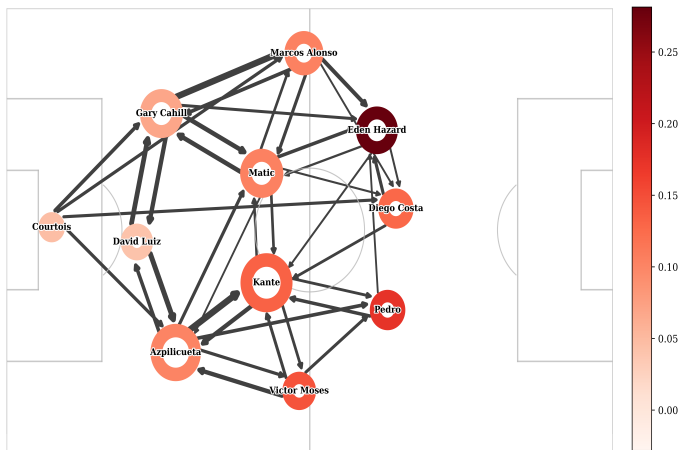 Marcos Alonso
Gary Cahill
Eden Hazard
Matic
Diego Costa
Courtois
David Luiz
Kante
Pedro
Azpilicueta
Victor Moses
0.25
0.20
0.15
0.10
0.05
0.00